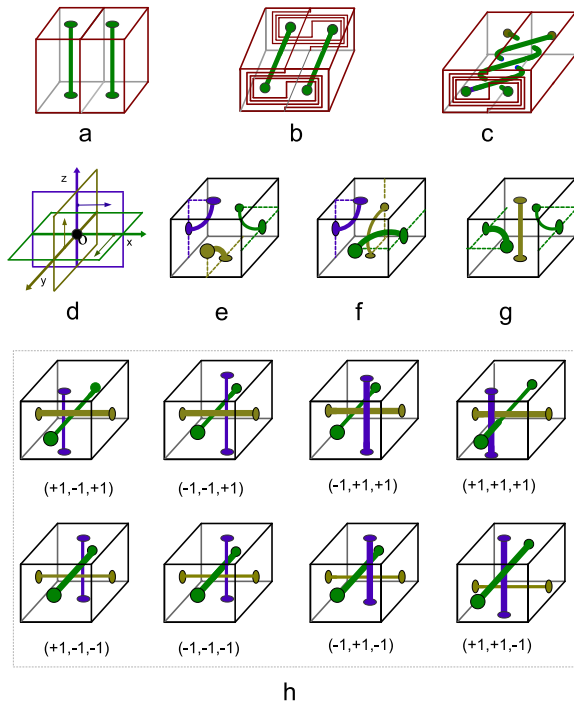 a b c
z
x
y
o
d e f g
(+1,-1,+1) (-1,-1,+1) (-1,+1,+1) (+1,+1,+1)
(+1,-1,-1) (-1,-1,-1) (-1,+1,-1) (+1,+1,-1)
h